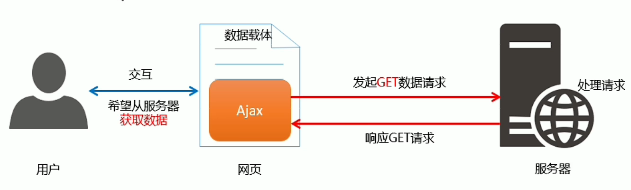 数据载体
交互
希望从服务器
获取数据
Ajax
发起GET数据请求
响应GET请求
处理请求
用户
网页
服务器